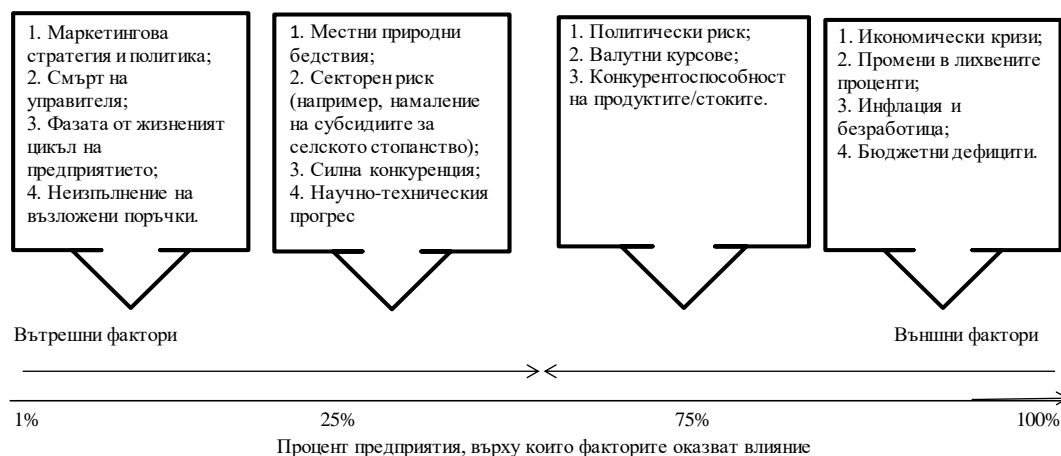 1. Маркетингова
стратегия и политика;
2. Смърт на
управителя;
3. Фазата от жизненият
цикъл на
предприятието;
4. Неизпълнение на
възложени поръчки.
1. Местни природни
бедствия;
2. Секторен риск
(например, намаление
на субсидиите за
селското стопанство);
3. Силна конкуренция;
4. Научно-техническия
прогрес
1. Политически риск;
2. Валутни курсове;
3. Конкурентоспособност
на продуктите/стоките.
1. Икономически кризи;
2. Промени в лихвените
проценти;
3. Инфлация и
безработица;
4. Бюджетни дефицити.
Вътрешни фактори
Външни фактори
1%
25%
75%
100%
Процент предприятия, върху които факторите оказват влияние